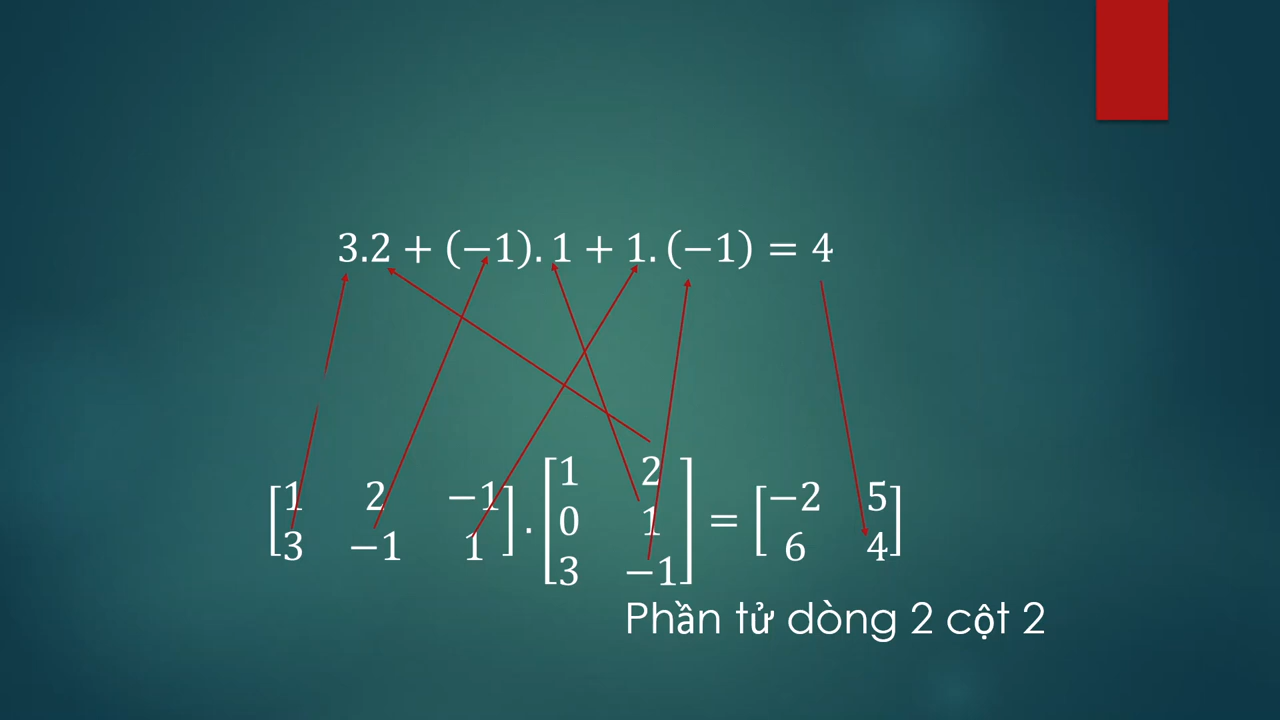 3.2 + (−1). 1 + 1. (−1) = 4
[1 2 −1; 3 −1 1] . [1 2; 0 1; 3 −1] = [−2 5; 6 4]
Phần tử dòng 2 cột 2